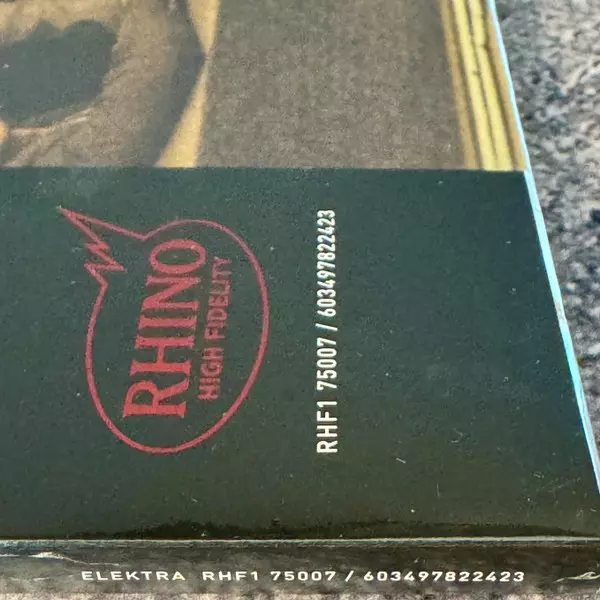 RHINO
HIGH FIDELITY
RHF1 75007 / 603497822423
ELEKTRA RHF1 75007 / 603497822423